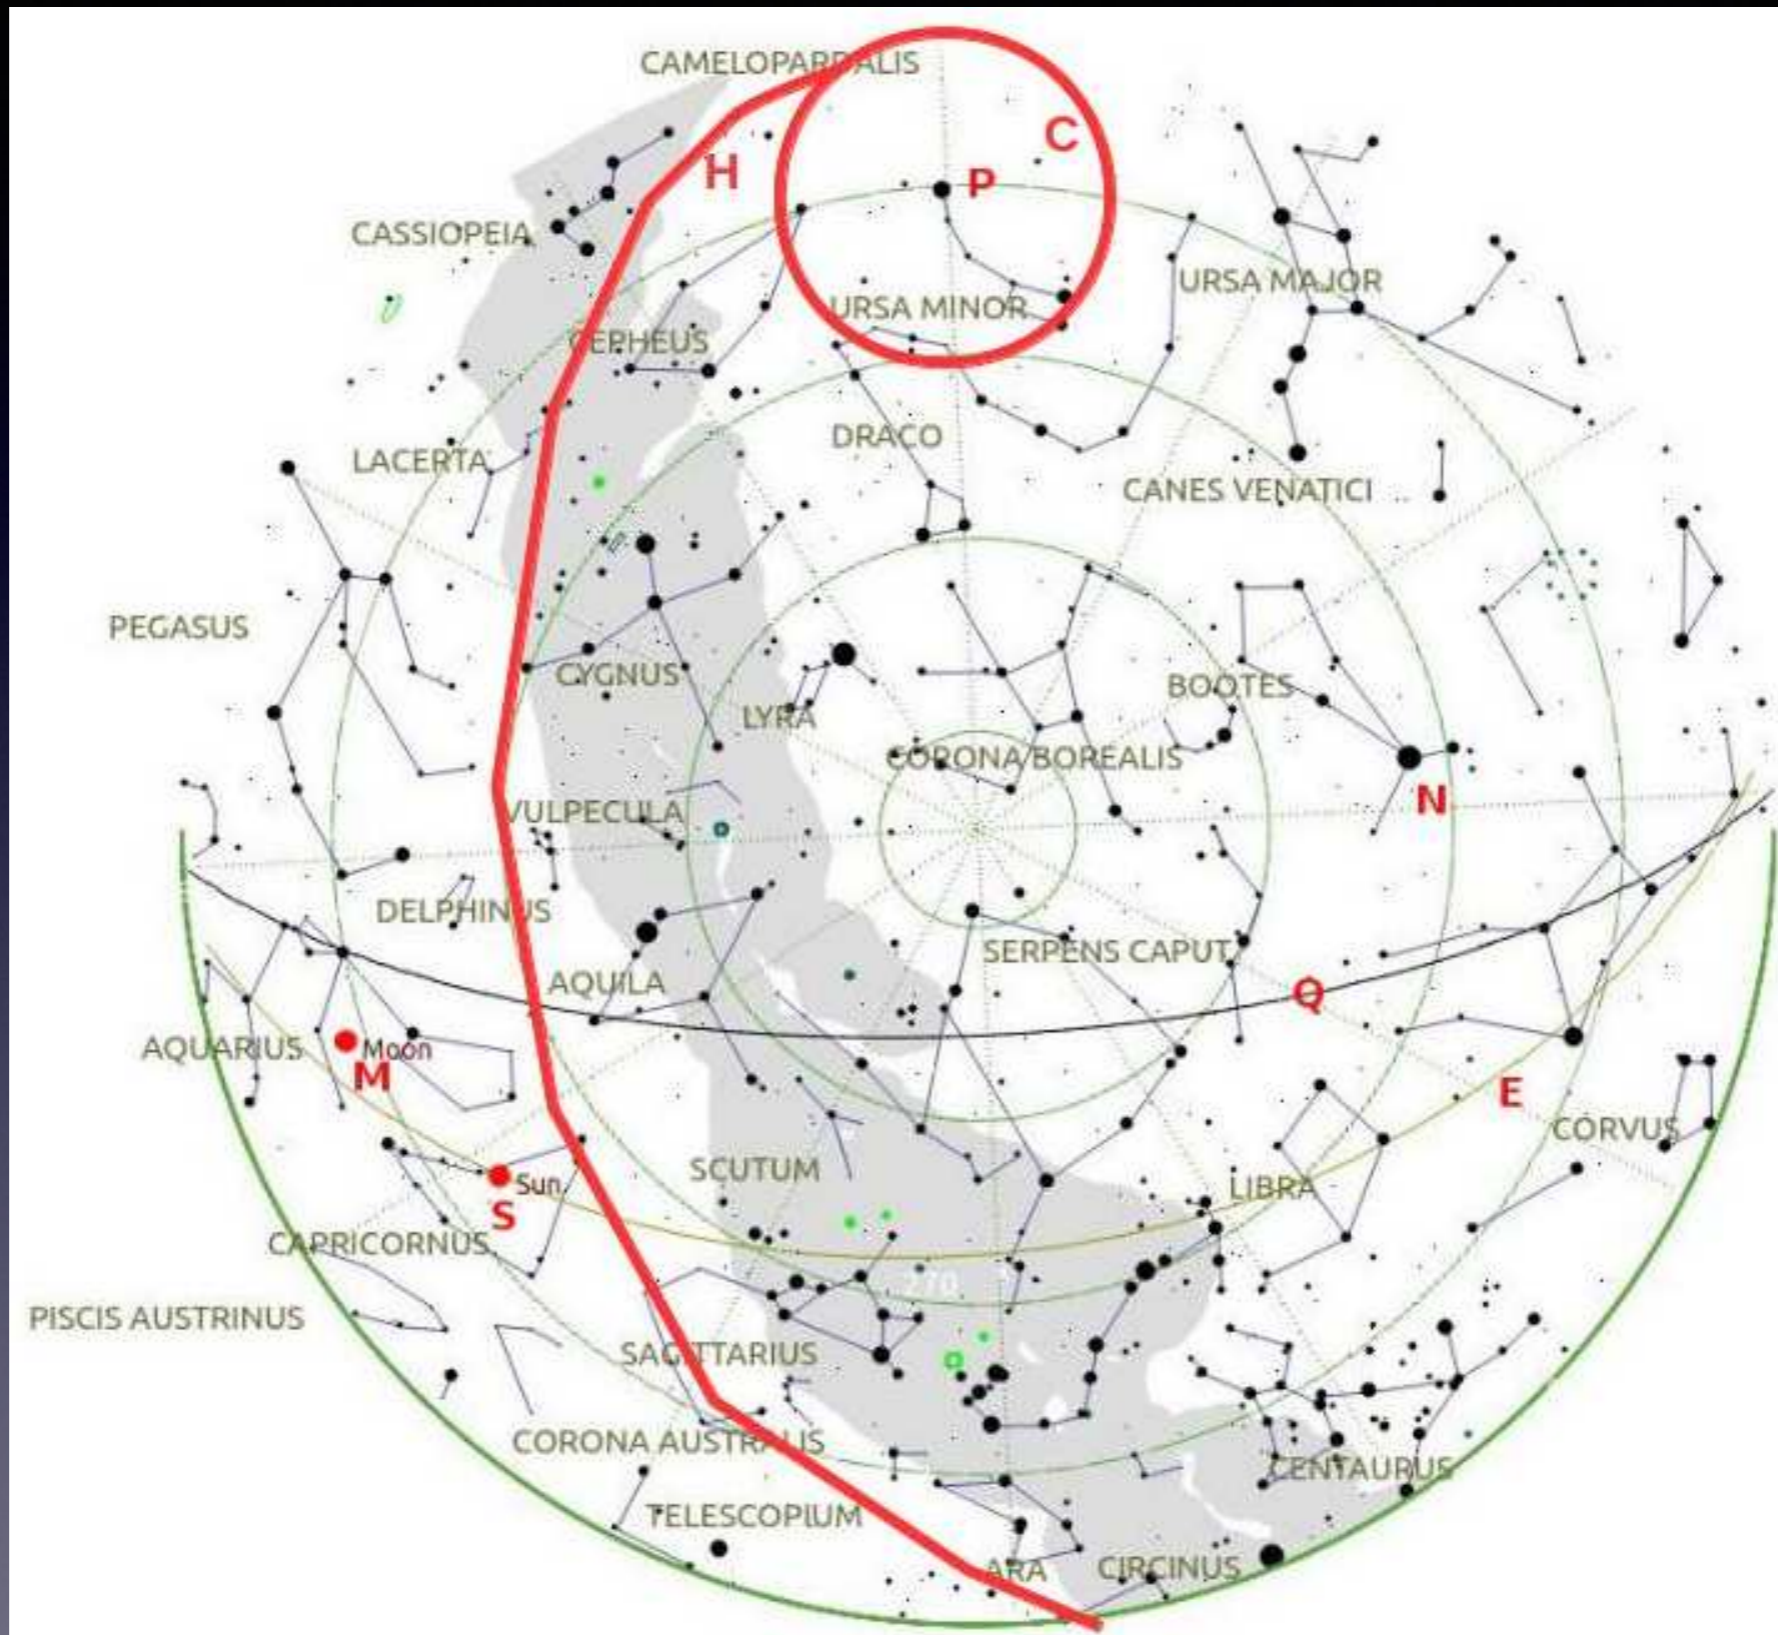 CAMELOPARDALIS
C
H
P
CASSIOPEIA
URSA MAJOR
URSA MINOR
CEPHEUS
DRACO
LACERTA
CANES VENATICI
PEGASUS
CYGNUS
BOOTES
LYRA
CORONA BOREALIS
N
VULPECULA
DELPHINUS
SERPENS CAPUT
AQUILA
Q
AQUARIUS
Moon
M
E
CORVUS
SCUTUM
Sun
LIBRA
S
CAPRICORNUS
270
PISCIS AUSTRINUS
SAGITTARIUS
CORONA AUSTRALIS
CENTAURUS
TELESCOPIUM
ARA
CIRCINUS